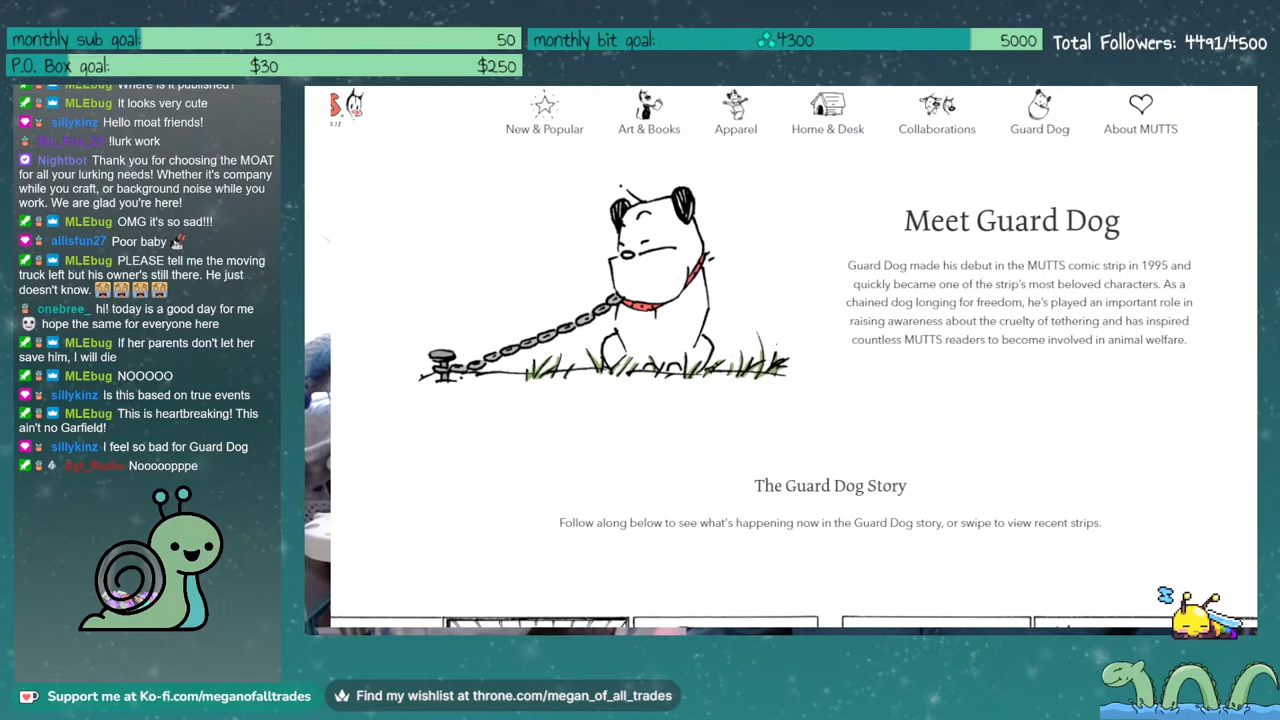 monthly sub goal: 13 50
monthly bit goal: 4300 5000
Total Followers: 4491/4500
P.O. Box goal: $30 $250
Where is it published?
MLEbug It looks very cute
sillykinz Hello moat friends!
!lurk work
Nightbot Thank you for choosing the MOAT
for all your lurking needs! Whether it's company
while you craft, or background noise while you
work. We are glad you're here!
MLEbug OMG it's so sad!!!
allisfun27 Poor baby
MLEbug PLEASE tell me the moving
truck left but his owner's still there. He just
doesn't know.
onebree_ hi! today is a good day for me
hope the same for everyone here
MLEbug If her parents don't let her
save him, I will die
MLEbug NOOOOO
sillykinz Is this based on true events
MLEbug This is heartbreaking! This
ain't no Garfield!
sillykinz I feel so bad for Guard Dog
Sgt_Rodio Nooooopppe
New & Popular
Art & Books
Apparel
Home & Desk
Collaborations
Guard Dog
About MUTTS
Meet Guard Dog
Guard Dog made his debut in the MUTTS comic strip in 1995 and
quickly became one of the strip's most beloved characters. As a
chained dog longing for freedom, he's played an important role in
raising awareness about the cruelty of tethering and has inspired
countless MUTTS readers to become involved in animal welfare.
The Guard Dog Story
Follow along below to see what's happening now in the Guard Dog story, or swipe to view recent strips.
Support me at Ko-fi.com/meganofalltrades
Find my wishlist at throne.com/megan_of_all_trades